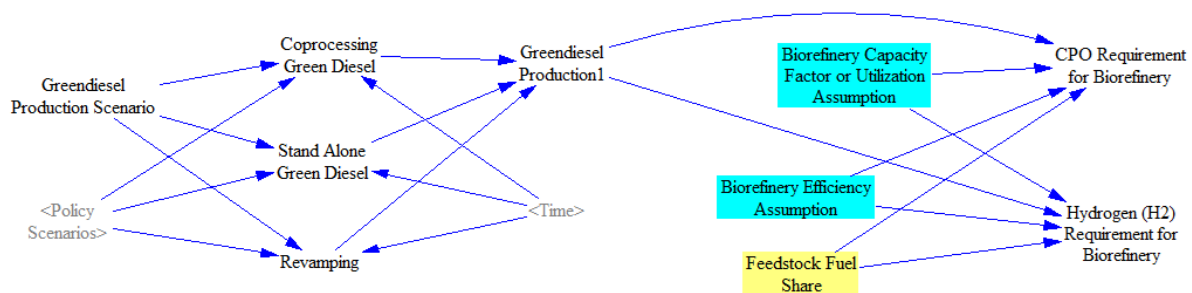 Coprocessing
Green Diesel
Greendiesel
Production Scenario
Greendiesel
Production1
Stand Alone
Green Diesel
<Policy
Scenarios>
<Time>
Revamping
Biorefinery Capacity
Factor or Utilization
Assumption
CPO Requirement
for Biorefinery
Biorefinery Efficiency
Assumption
Feedstock Fuel
Share
Hydrogen (H2)
Requirement for
Biorefinery